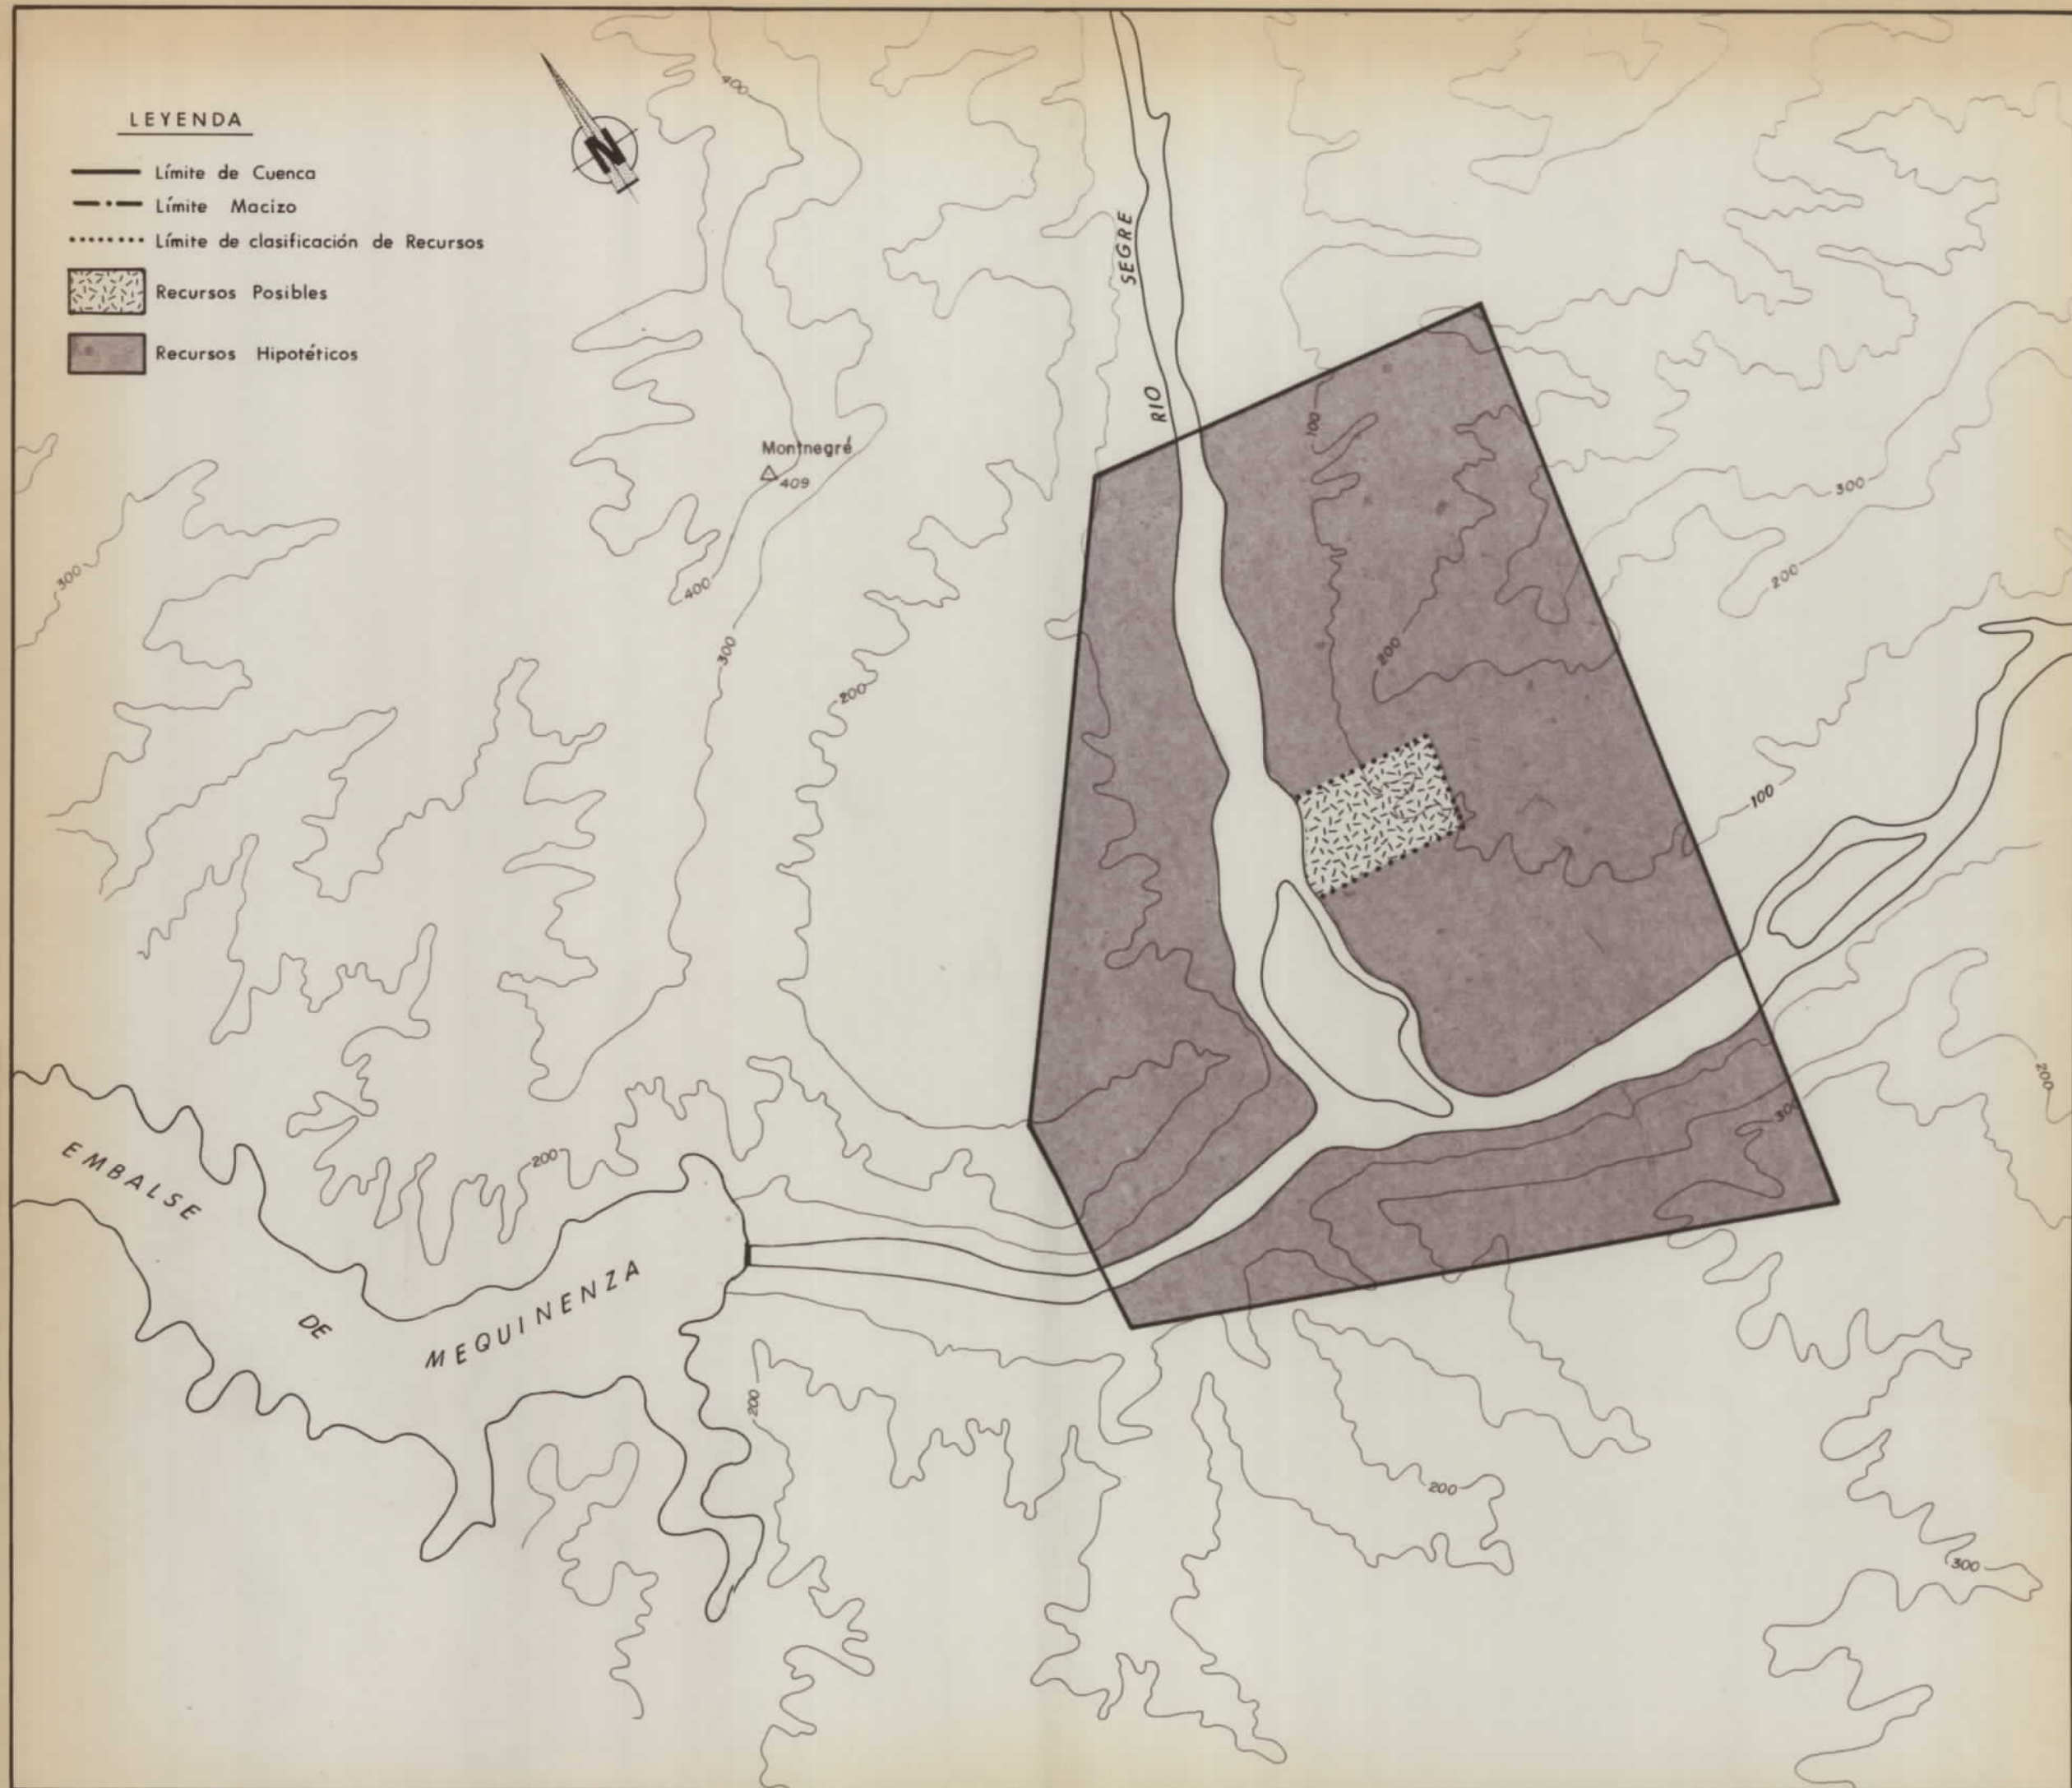 LEYENDA
Límite de Cuenca
Límite Macizo
Límite de clasificación de Recursos
Recursos Posibles
Recursos Hipotéticos
N
400
RIO SEGRE
100
Montnegré
409
300
300
200
400
200
300
200
200
100
200
300
200
EMBALSE DE MEQUINENZA
200
200
300